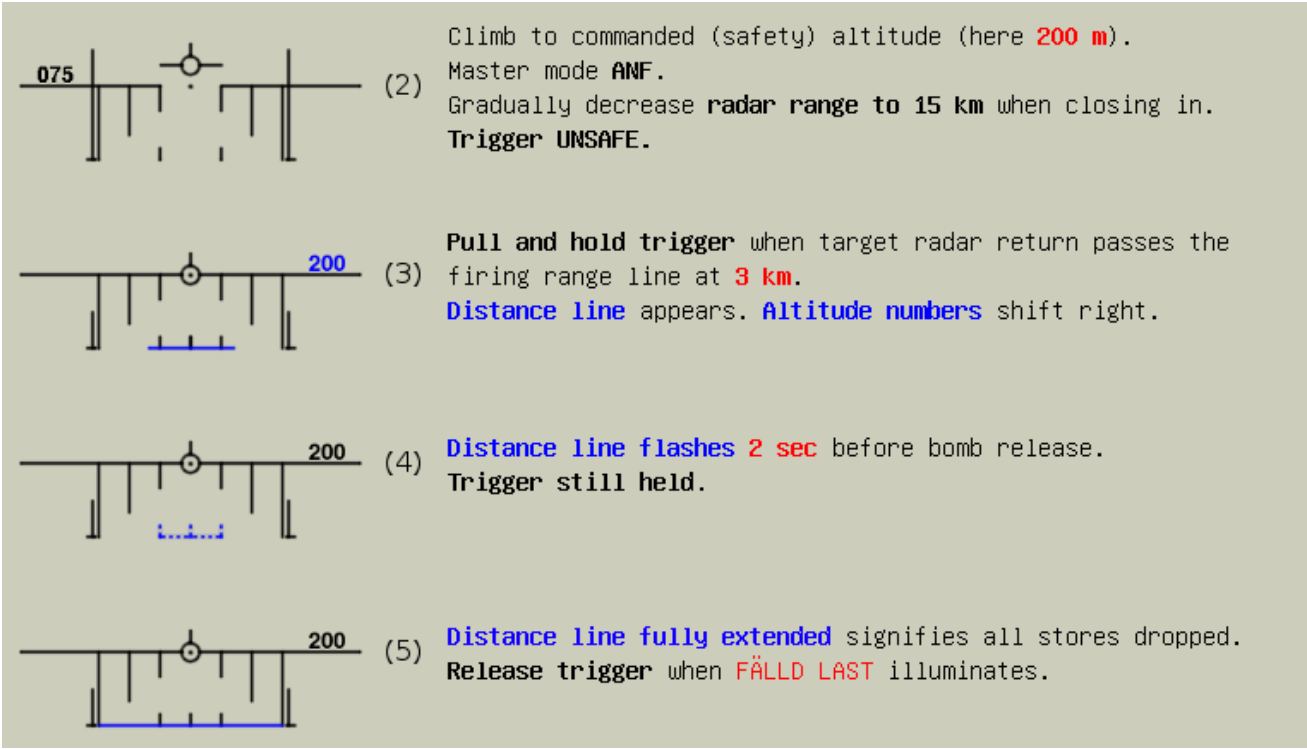 075
(2)
Climb to commanded (safety) altitude (here 200 m).
Master mode ANF.
Gradually decrease radar range to 15 km when closing in.
Trigger UNSAFE.
200
(3)
Pull and hold trigger when target radar return passes the
firing range line at 3 km.
Distance line appears. Altitude numbers shift right.
200
(4)
Distance line flashes 2 sec before bomb release.
Trigger still held.
200
(5)
Distance line fully extended signifies all stores dropped.
Release trigger when FÄLLD LAST illuminates.